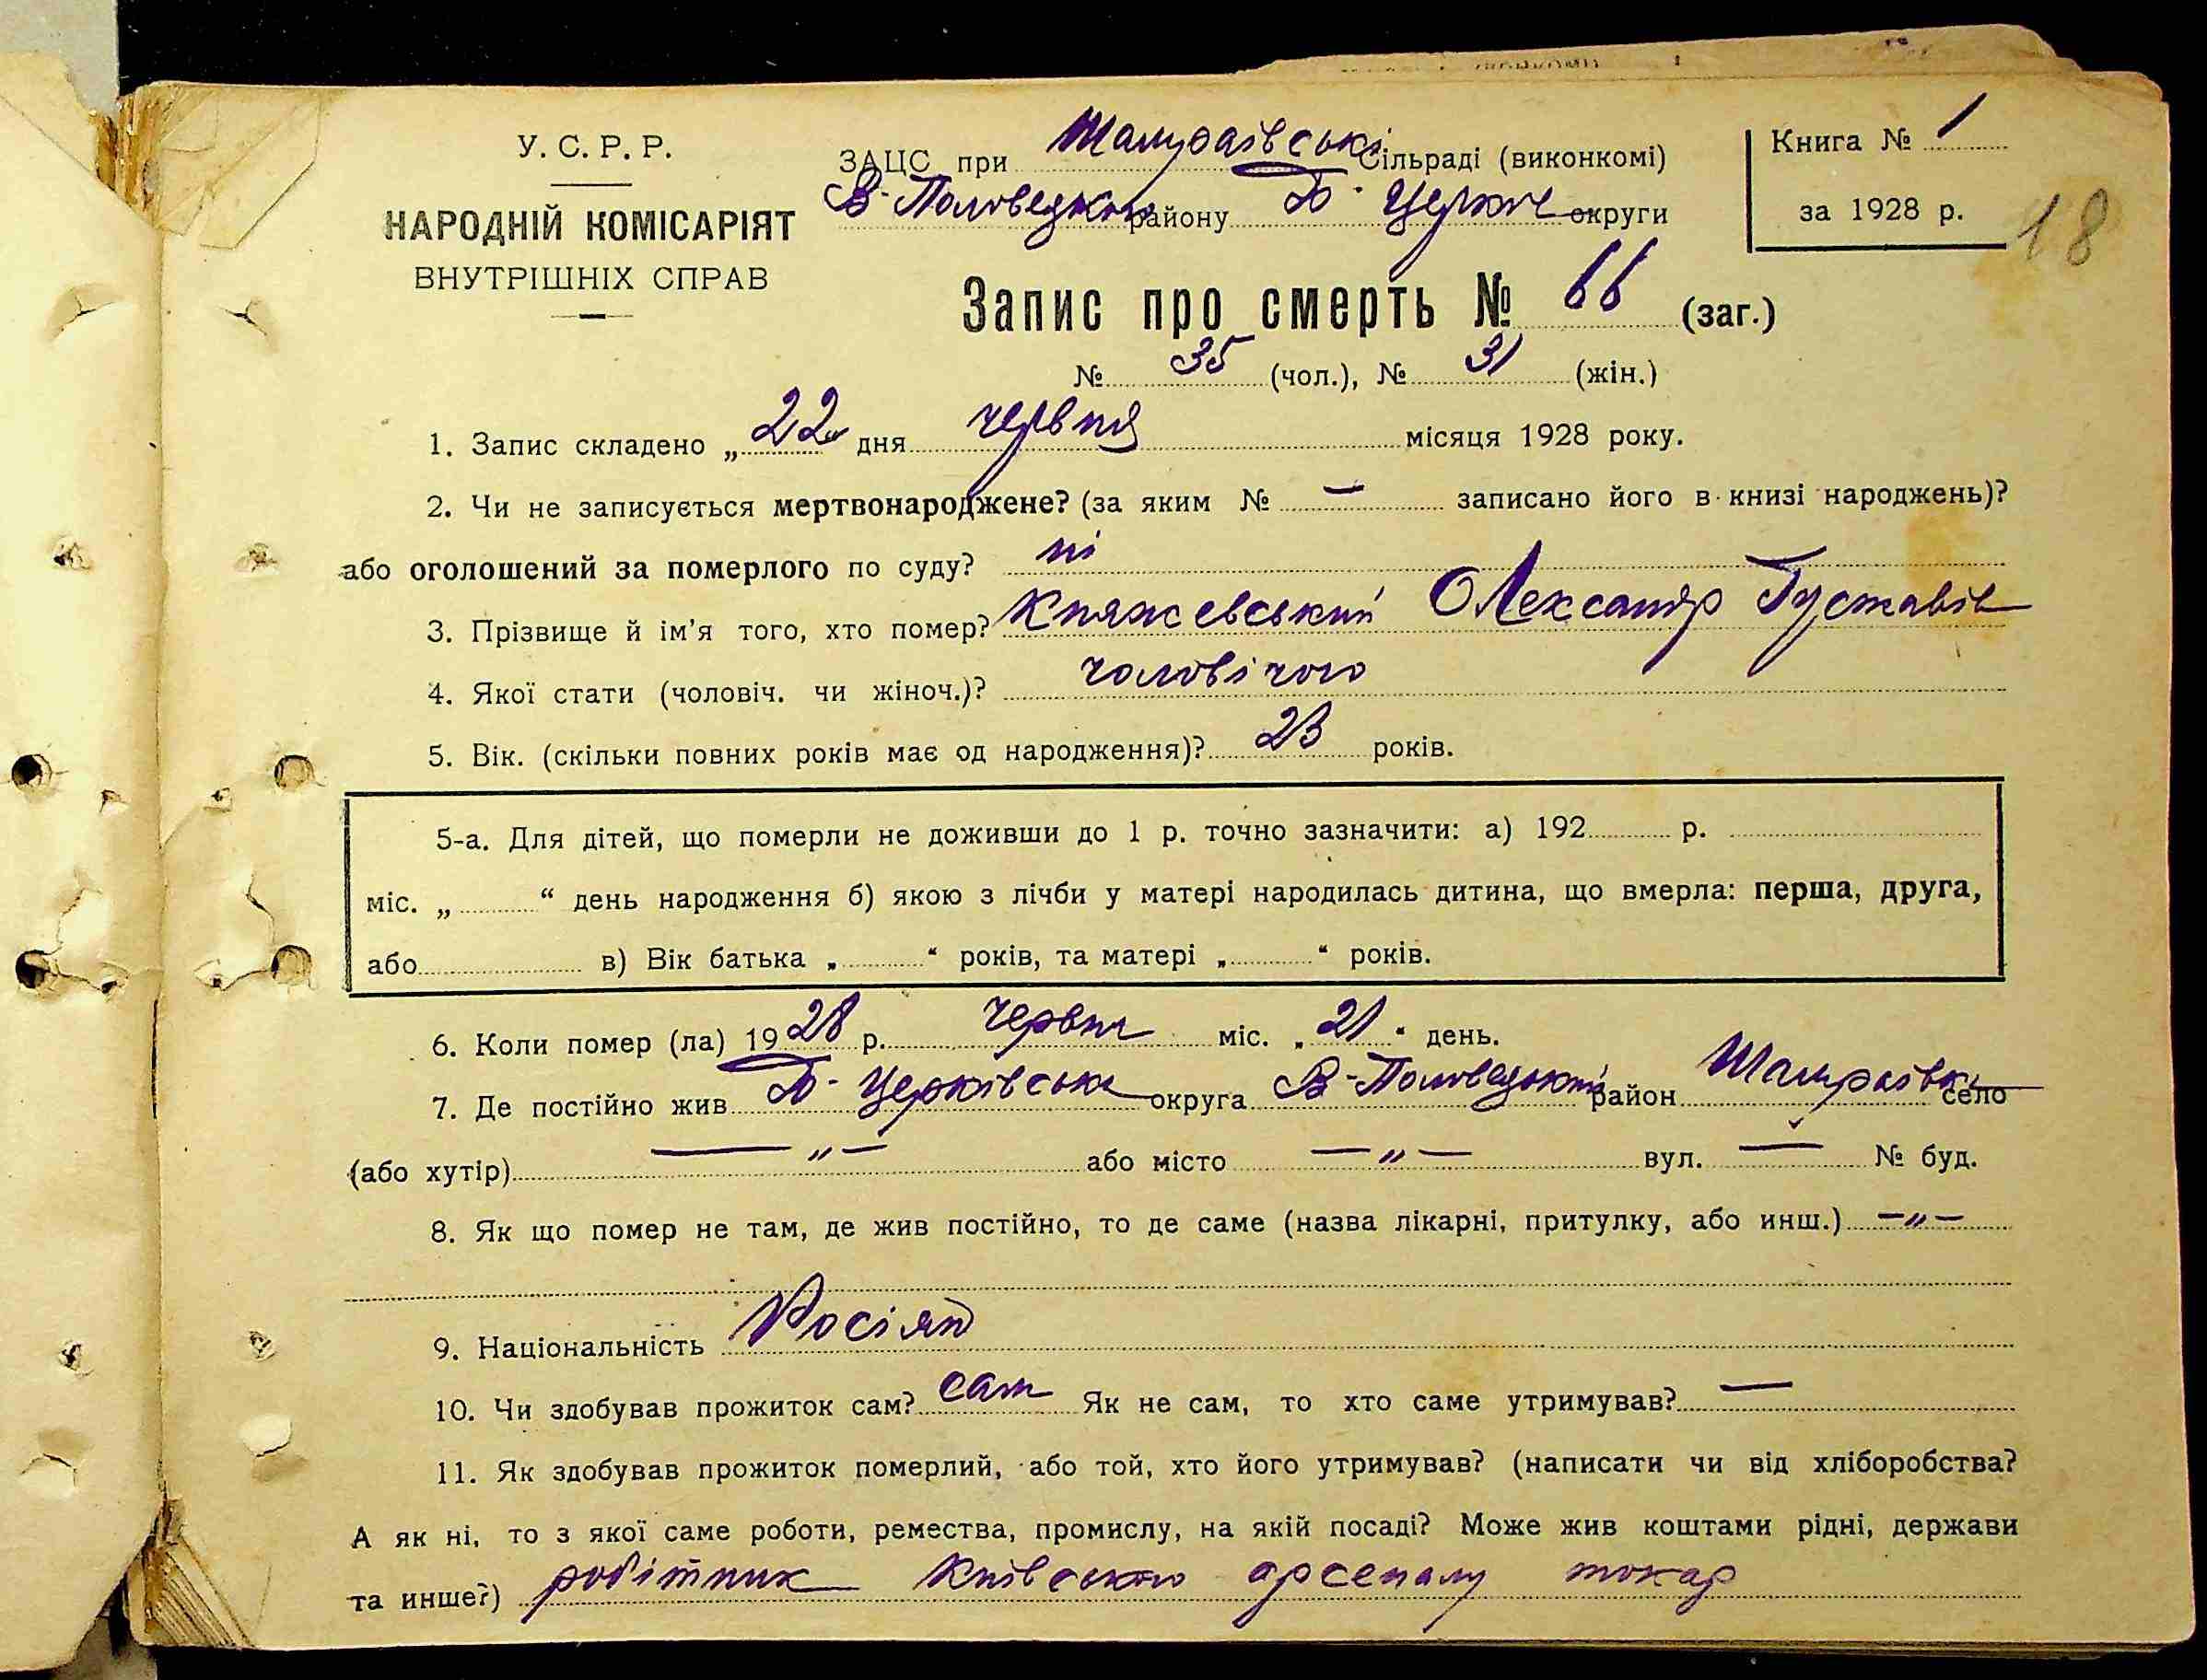 У. С. Р. Р.
НАРОДНІЙ КОМІСАРІЯТ
ВНУТРІШНІХ СПРАВ
ЗАЦС при Шамраївські Сільраді (виконкомі)
В-Половецького району Б-Церкс округи
Книга № 1
за 1928 р.
18
Запис про смерть № 66 (заг.)
№ 35 (чол.), № 31 (жін.)
1. Запис складено „22“ дня червня місяця 1928 року.
2. Чи не записується мертвонароджене? (за яким № — записано його в книзі народжень)?
або оголошений за померлого по суду? ні
3. Прізвище й ім'я того, хто помер? Княжевський Олександр Густавів
4. Якої стати (чоловіч. чи жіноч.)? чоловічого
5. Вік. (скільки повних років має од народження)? 23 років.
5-а. Для дітей, що померли не доживши до 1 р. точно зазначити: а) 192 р.
міс. „ “ день народження б) якою з лічби у матері народилась дитина, що вмерла: перша, друга,
або в) Вік батька „ “ років, та матері „ “ років.
6. Коли помер (ла) 1928 р. червня міс. „21“ день.
7. Де постійно жив Б-Церківська округа В-Половецький район Шамраївка село
(або хутір) — „ — або місто — „ — вул. — № буд.
8. Як що помер не там, де жив постійно, то де саме (назва лікарні, притулку, або инш.) — „ —
9. Національність Росіян
10. Чи здобував прожиток сам? сам Як не сам, то хто саме утримував? —
11. Як здобував прожиток померлий, або той, хто його утримував? (написати чи від хліборобства?
А як ні, то з якої саме роботи, ремества, промислу, на якій посаді? Може жив коштами рідні, держави
та инше?) робітник Київського арсеналу токар